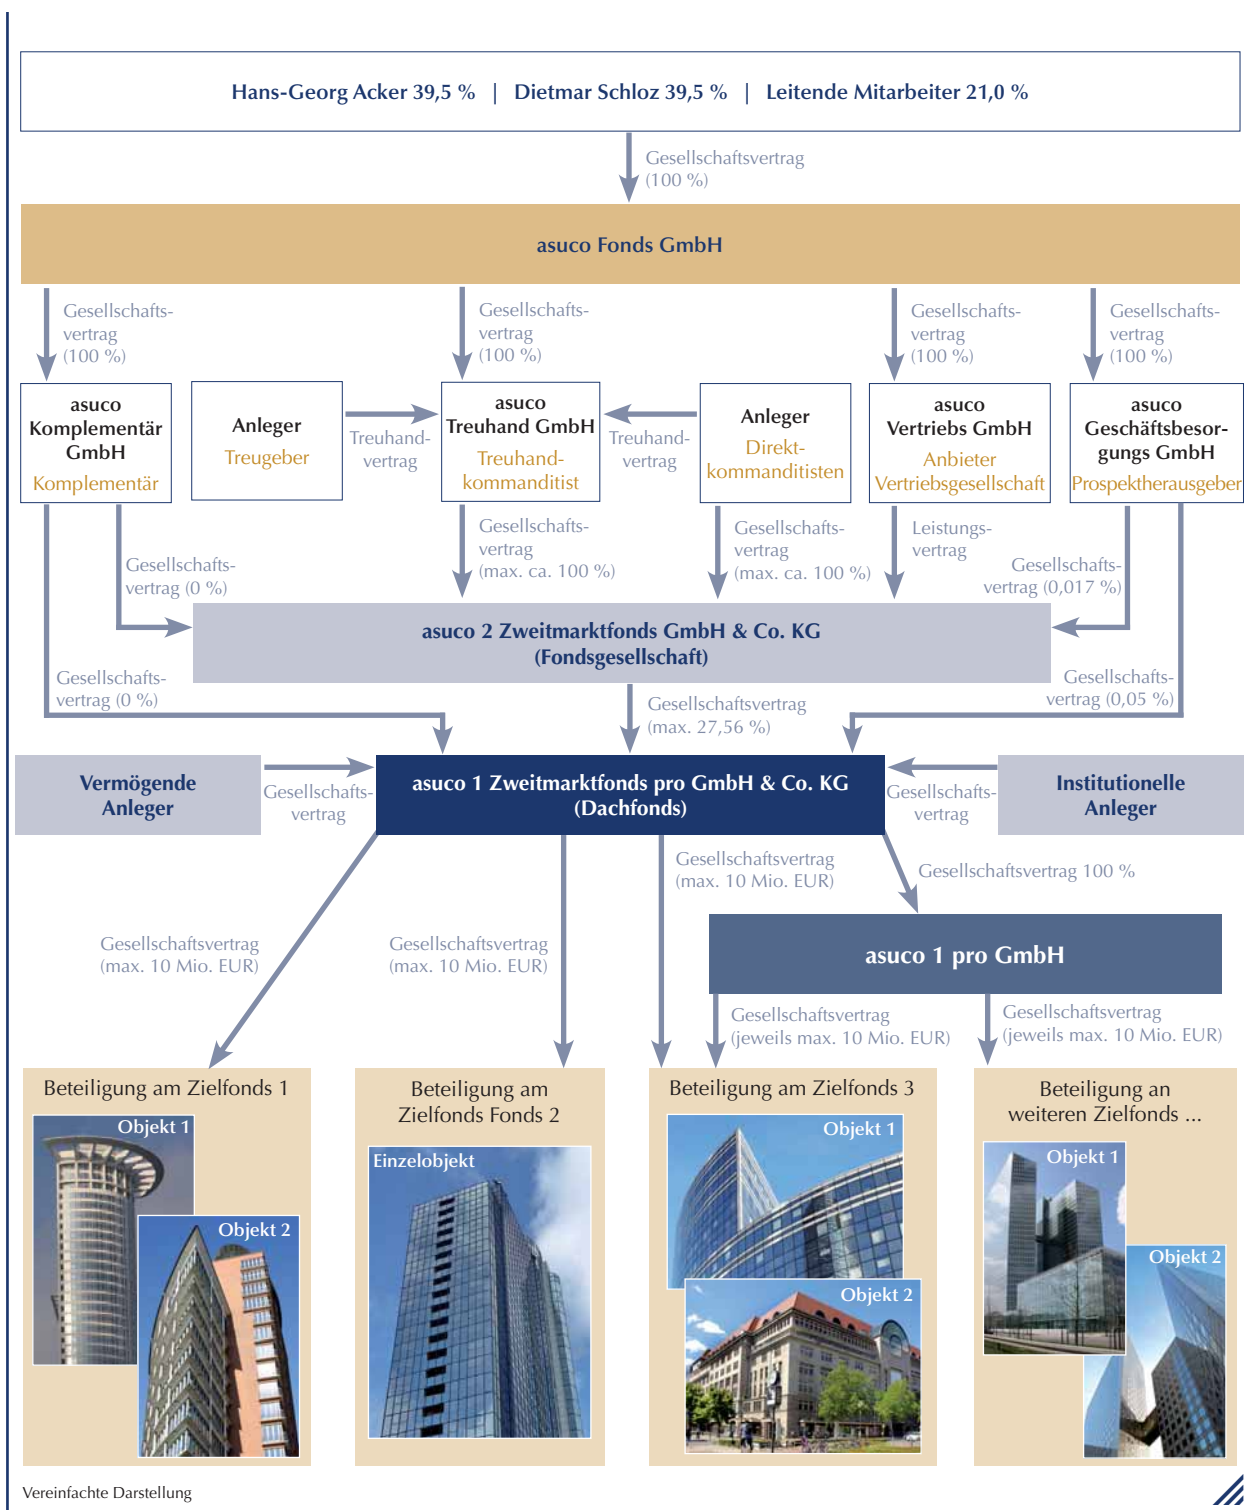 Hans-Georg Acker 39,5 % | Dietmar Schloz 39,5 % | Leitende Mitarbeiter 21,0 %
Gesellschaftsvertrag
(100 %)
asuco Fonds GmbH
Gesellschafts-
vertrag
(100 %)
Gesellschafts-
vertrag
(100 %)
Gesellschafts-
vertrag
(100 %)
Gesellschafts-
vertrag
(100 %)
asuco
Komplementär
GmbH
Komplementär
Anleger
Treugeber
Treuhand-
vertrag
asuco
Treuhand GmbH
Treuhand-
kommanditist
Treuhand-
vertrag
Anleger
Direkt-
kommanditisten
asuco
Vertriebs GmbH
Anbieter
Vertriebsgesellschaft
asuco
Geschäftsbesor-
gungs GmbH
Prospektherausgeber
Gesellschafts-
vertrag (0 %)
Gesellschafts-
vertrag
(max. ca. 100 %)
Gesellschafts-
vertrag
(max. ca. 100 %)
Leistungs-
vertrag
Gesellschafts-
vertrag (0,017 %)
asuco 2 Zweitmarktfonds GmbH & Co. KG
(Fondsgesellschaft)
Gesellschafts-
vertrag (0 %)
Gesellschaftsvertrag
(max. 27,56 %)
Gesellschafts-
vertrag (0,05 %)
Vermögende
Anleger
Gesellschafts-
vertrag
asuco 1 Zweitmarktfonds pro GmbH & Co. KG
(Dachfonds)
Gesellschafts-
vertrag
Institutionelle
Anleger
Gesellschaftsvertrag
(max. 10 Mio. EUR)
Gesellschaftsvertrag
(max. 10 Mio. EUR)
Gesellschaftsvertrag
(max. 10 Mio. EUR)
Gesellschaftsvertrag 100 %
asuco 1 pro GmbH
Gesellschaftsvertrag
(jeweils max. 10 Mio. EUR)
Gesellschaftsvertrag
(jeweils max. 10 Mio. EUR)
Beteiligung am Zielfonds 1
Objekt 1
Objekt 2
Beteiligung am
Zielfonds Fonds 2
Einzelobjekt
Beteiligung am Zielfonds 3
Objekt 1
Objekt 2
Beteiligung an
weiteren Zielfonds ...
Objekt 1
Objekt 2
Vereinfachte Darstellung